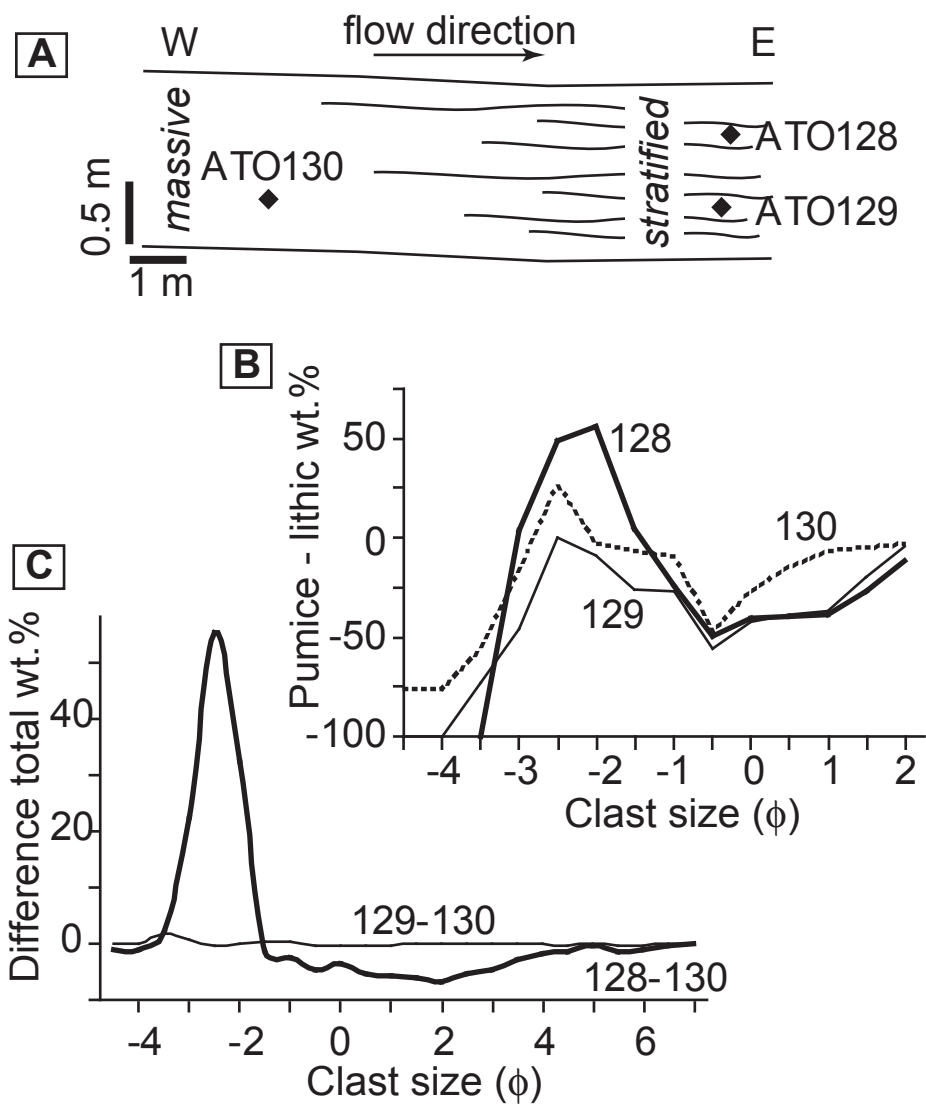 A
W
flow direction
E
massive
ATO130
stratified
ATO128
ATO129
0.5 m
1 m
B
Pumice - lithic wt.%
50
0
-50
-100
128
130
129
-4 -3 -2 -1 0 1 2
Clast size (ϕ)
C
Difference total wt.%
40
20
0
129-130
128-130
-4 -2 0 2 4 6
Clast size (ϕ)